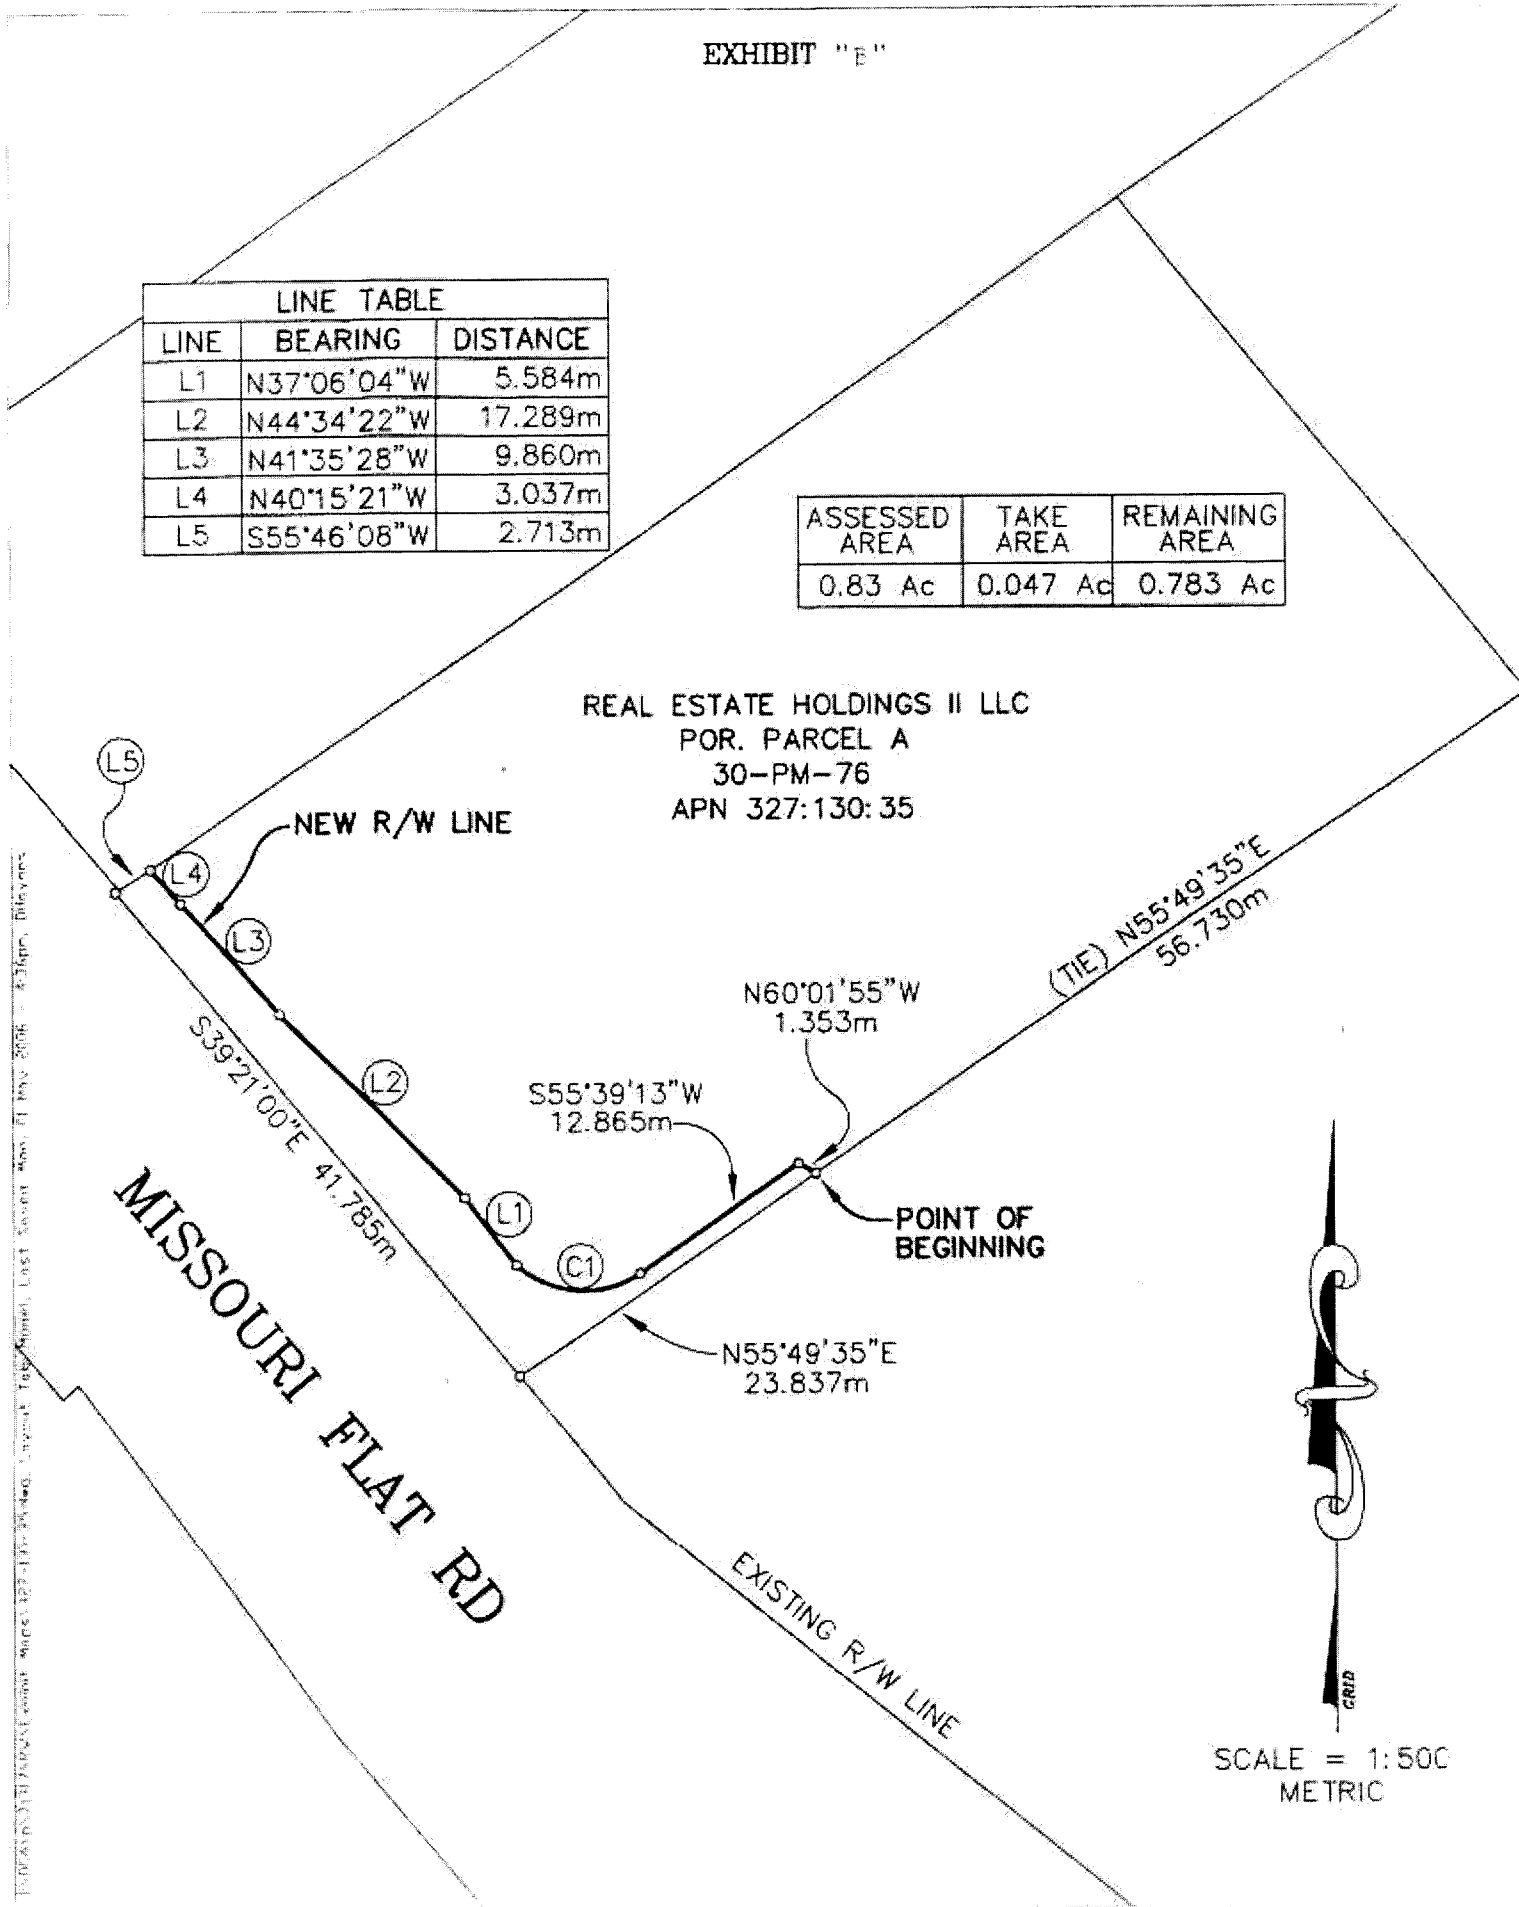 EXHIBIT "B"
LINE TABLE
LINE BEARING DISTANCE
L1 N37°06'04"W 5.584m
L2 N44°34'22"W 17.289m
L3 N41°35'28"W 9.860m
L4 N40°15'21"W 3.037m
L5 S55°46'08"W 2.713m
ASSESSED AREA TAKE AREA REMAINING AREA
0.83 Ac 0.047 Ac 0.783 Ac
REAL ESTATE HOLDINGS II LLC
POR. PARCEL A
30-PM-76
APN 327:130:35
L5
NEW R/W LINE
L4
L3
(TIE) N55°49'35"E
56.730m
N60°01'55"W
1.353m
L2
S55°39'13"W
12.865m
S39°21'00"E 41.785m
L1
POINT OF
BEGINNING
C1
N55°49'35"E
23.837m
MISSOURI FLAT RD
EXISTING R/W LINE
GRID
SCALE = 1:500
METRIC